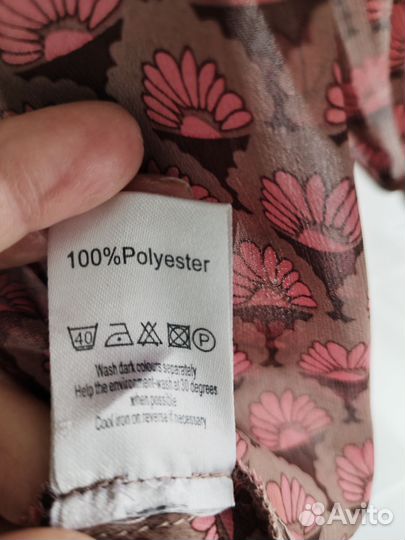 100%Polyester
40 P
Wash dark colours separately
Help the environment-wash at 30 degrees
when possible
Cool iron on reverse if necessary
Avito